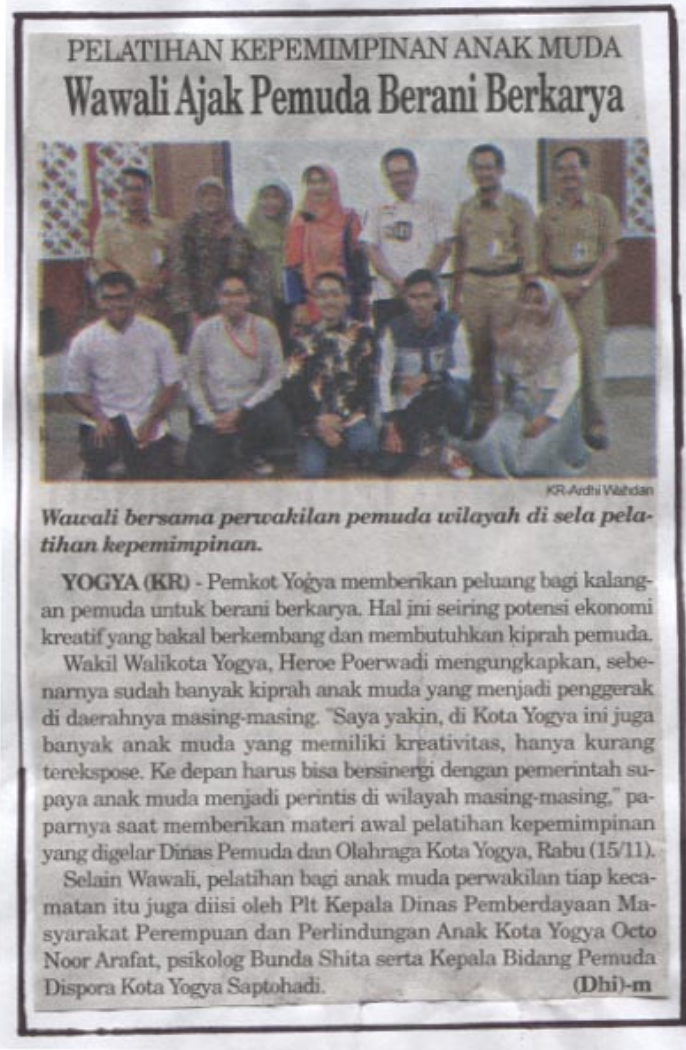 PELATIHAN KEPEMIMPINAN ANAK MUDA
Wawali Ajak Pemuda Berani Berkarya
KR-Ardhi Wahdan
Wawali bersama perwakilan pemuda wilayah di sela pela-
tihan kepemimpinan.
YOGYA (KR) - Pemkot Yogya memberikan peluang bagi kalang-
an pemuda untuk berani berkarya. Hal jni seiring potensi ekonomi
kreatif yang bakal berkembang dan membutuhkan kiprah pemuda.
Wakil Walikota Yogya, Heroe Poerwadi mengungkapkan, sebe-
narnya sudah banyak kiprah anak muda yang menjadi penggerak
di daerahnya masing-masing. "Saya yakin, di Kota Yogya ini juga
banyak anak muda yang memiliki kreativitas, hanya kurang
terekspose. Ke depan harus bisa bersinergi dengan pemerintah su-
paya anak muda menjadi perintis di wilayah masing-masing," pa-
parnya saat memberikan materi awal pelatihan kepemimpinan
yang digelar Dinas Pemuda dan Olahraga Kota Yogya, Rabu (15/11).
Selain Wawali, pelatihan bagi anak muda perwakilan tiap keca-
matan itu juga diisi oleh Plt Kepala Dinas Pemberdayaan Ma-
syarakat Perempuan dan Perlindungan Anak Kota Yogya Octo
Noor Arafat, psikolog Bunda Shita serta Kepala Bidang Pemuda
Dispora Kota Yogya Saptohadi. (Dhi)-m